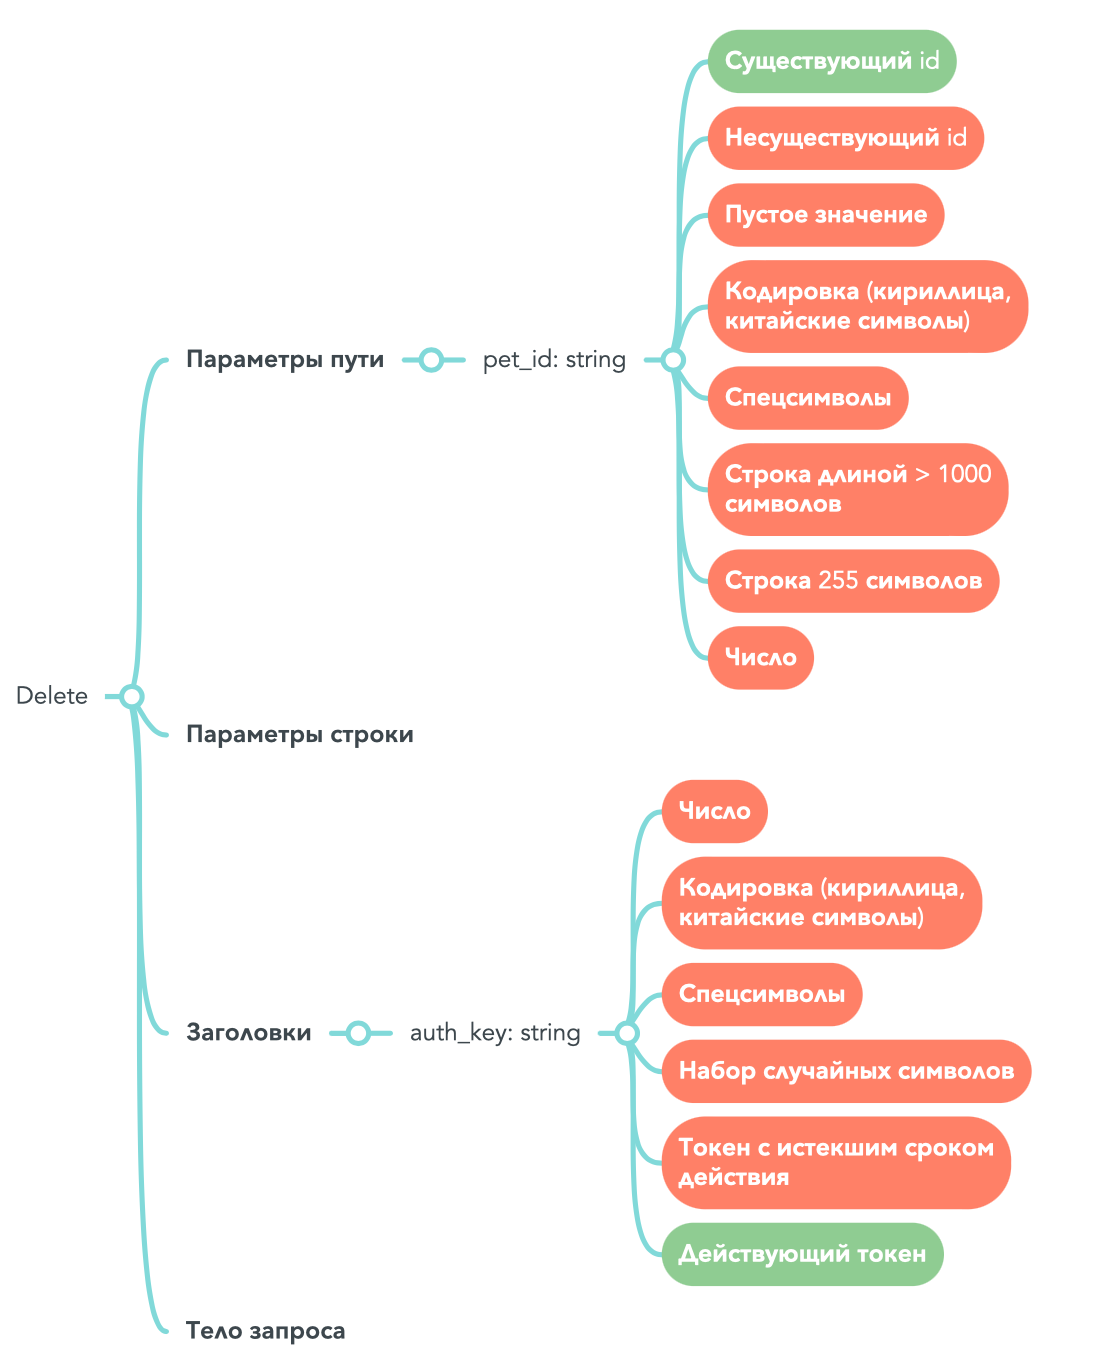 Delete
Параметры пути
pet_id: string
Существующий id
Несуществующий id
Пустое значение
Кодировка (кириллица,
китайские символы)
Спецсимволы
Строка длиной > 1000
символов
Строка 255 символов
Число
Параметры строки
Заголовки
auth_key: string
Число
Кодировка (кириллица,
китайские символы)
Спецсимволы
Набор случайных символов
Токен с истекшим сроком
действия
Действующий токен
Тело запроса